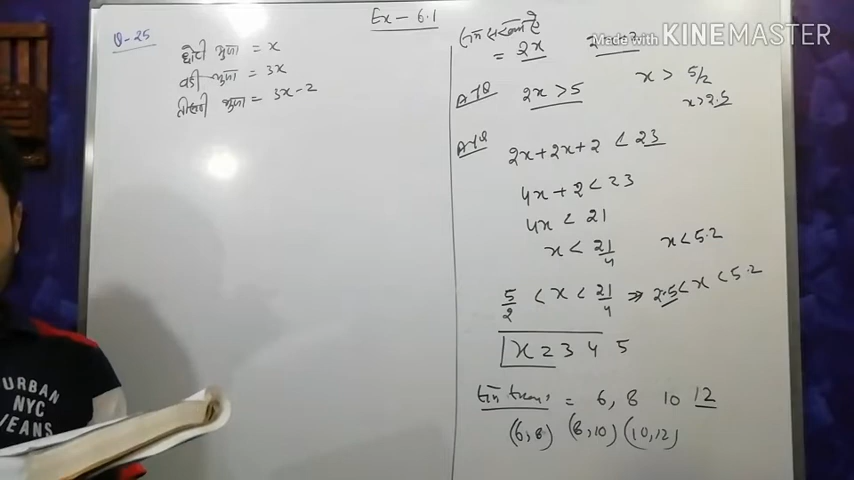 Ex - 6.1
Q-25
छोटी भुजा = x
बड़ी भुजा = 3x
तीसरी भुजा = 3x-2
= 2x
Made with KINEMASTER
ATQ 2x > 5 x > 5/2
x > 2.5
ATQ 2x+2x+2 < 23
4x+2 < 23
4x < 21
x < 21/4 x < 5.2
5/2 < x < 21/4 ⇒ 2.5 < x < 5.2
x = 3 4 5
= 6, 8 10 12
(6,8) (8,10) (10,12)
URBAN
NYC
JEANS